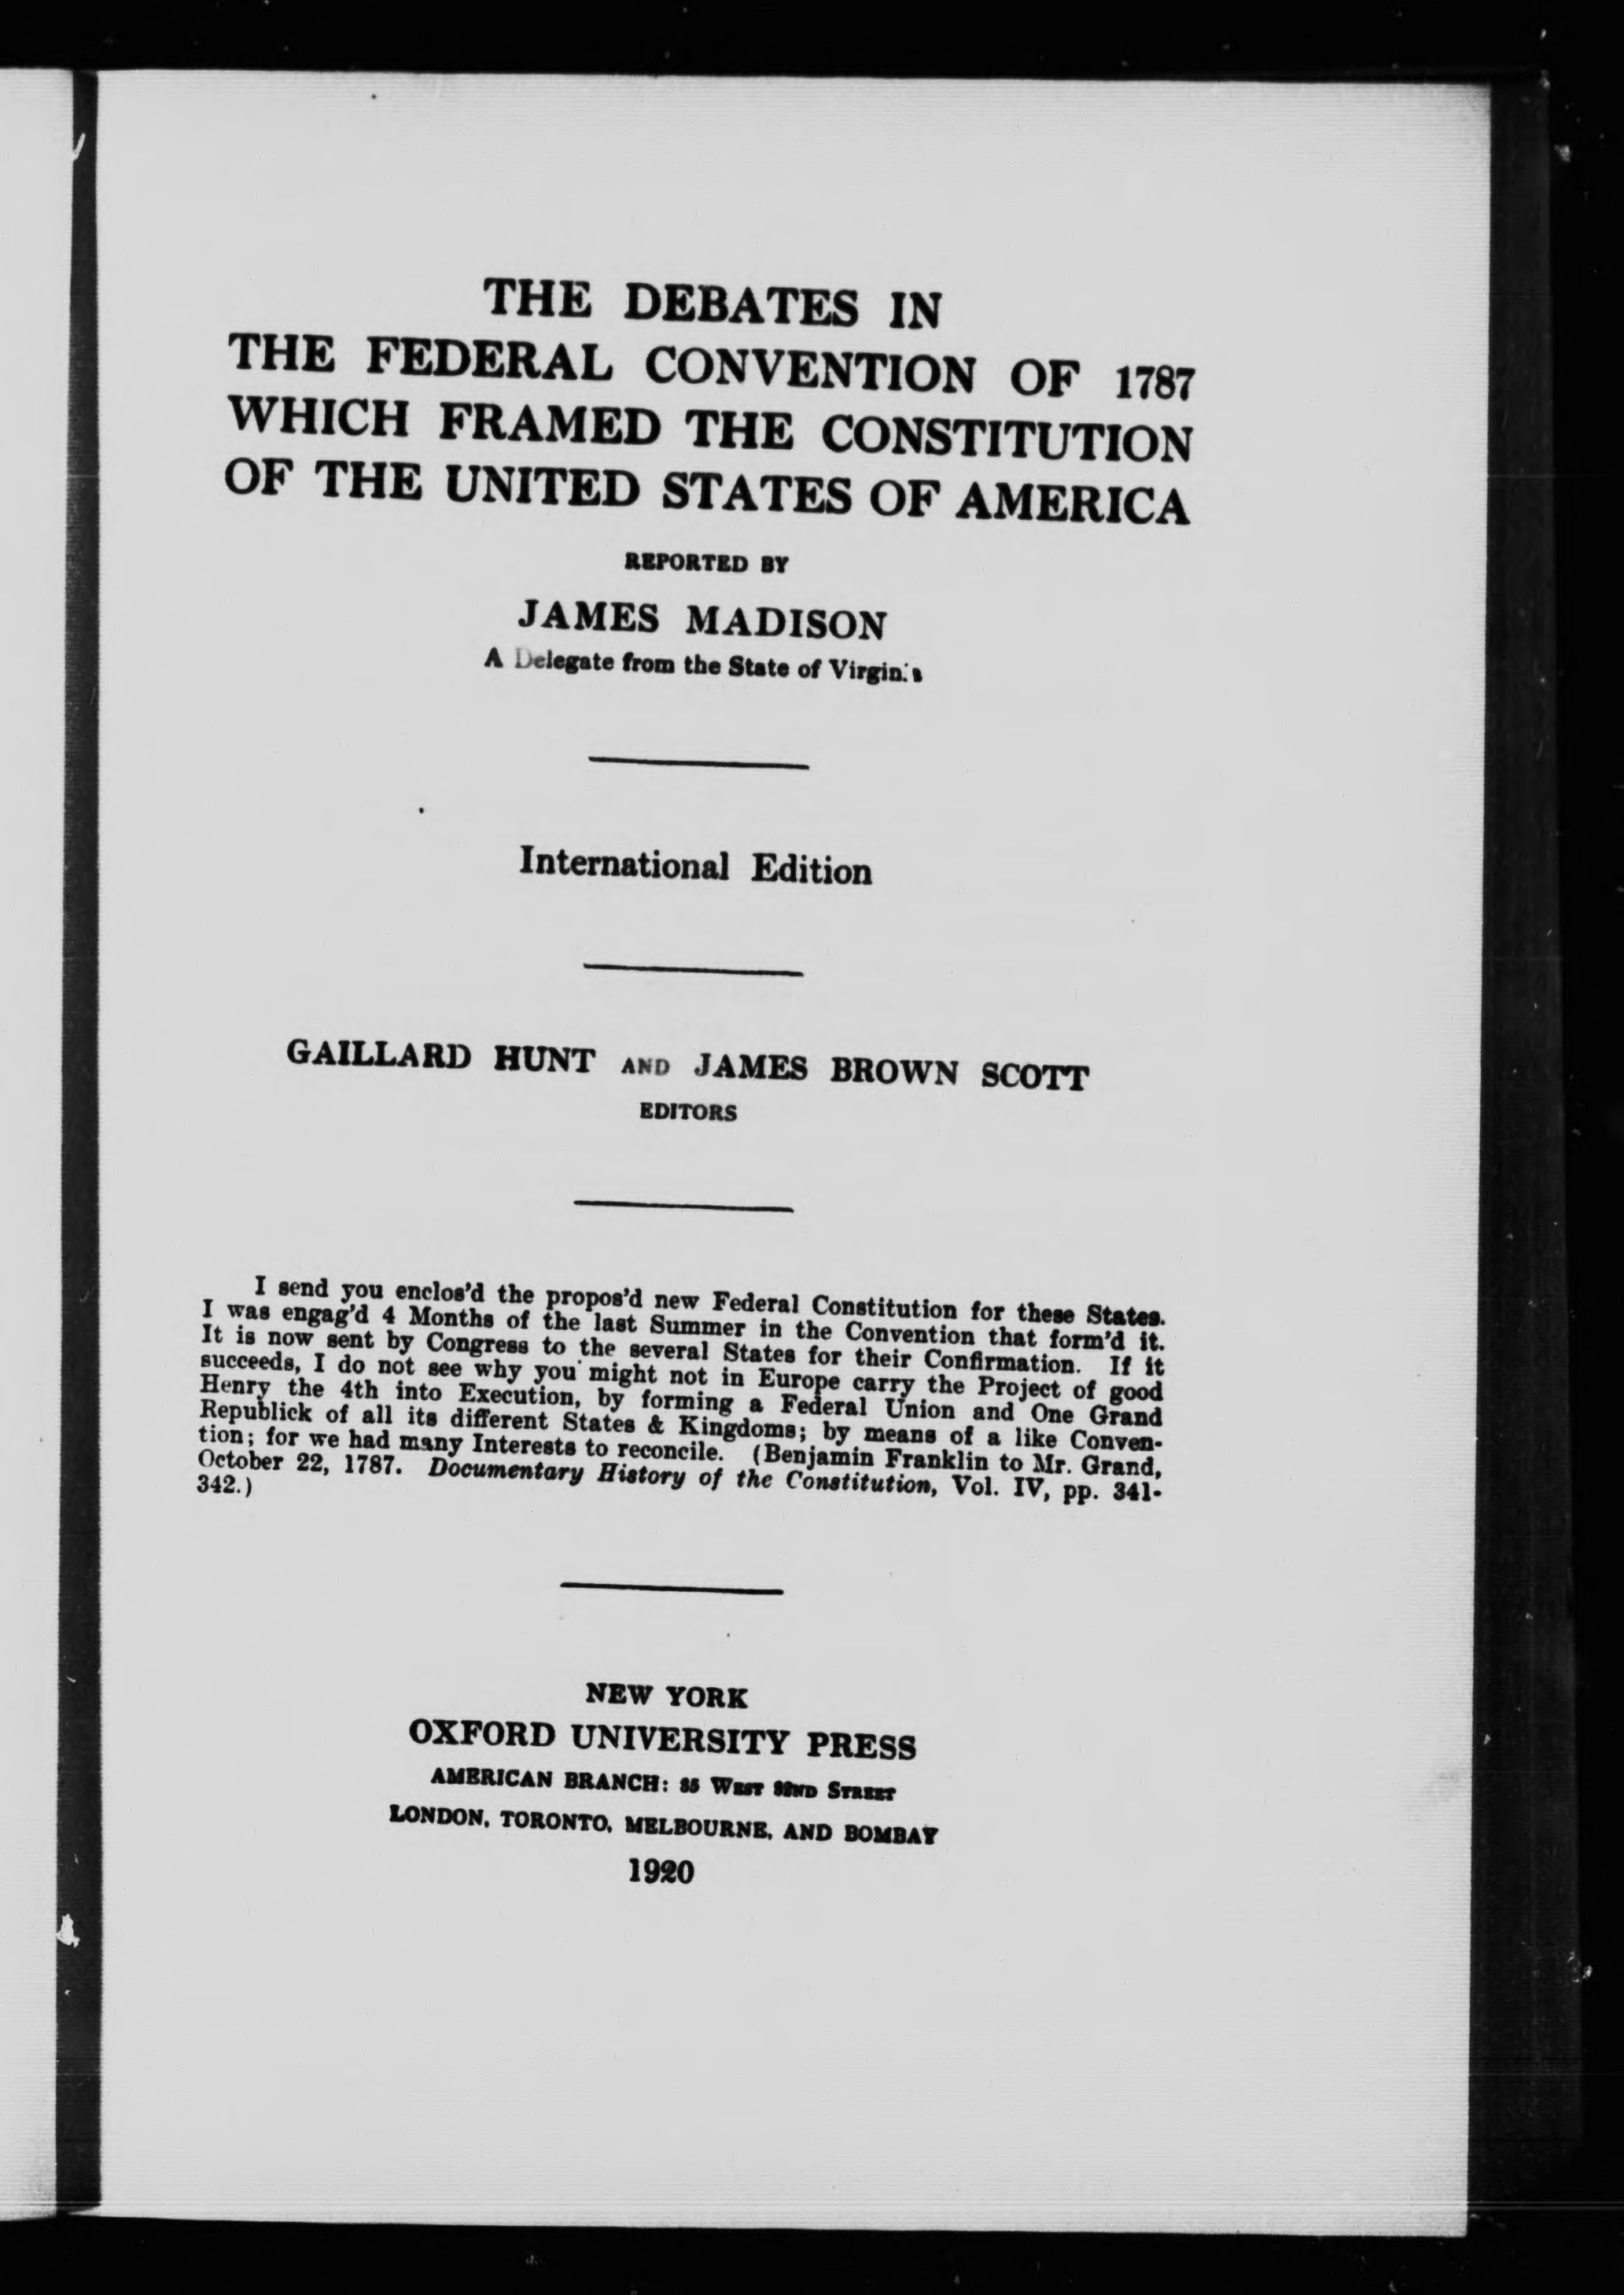 THE DEBATES IN
THE FEDERAL CONVENTION OF 1787
WHICH FRAMED THE CONSTITUTION
OF THE UNITED STATES OF AMERICA
REPORTED BY
JAMES MADISON
A Delegate from the State of Virginia
International Edition
GAILLARD HUNT AND JAMES BROWN SCOTT
EDITORS
I send you enclos'd the propos'd new Federal Constitution for these States.
I was engag'd 4 Months of the last Summer in the Convention that form'd it.
It is now sent by Congress to the several States for their Confirmation. If it
succeeds, I do not see why you might not in Europe carry the Project of good
Henry the 4th into Execution, by forming a Federal Union and One Grand
Republick of all its different States & Kingdoms; by means of a like Conven-
tion; for we had many Interests to reconcile. (Benjamin Franklin to Mr. Grand,
October 22, 1787. Documentary History of the Constitution, Vol. IV, pp. 341-
342.)
NEW YORK
OXFORD UNIVERSITY PRESS
AMERICAN BRANCH: 35 WEST 32ND STREET
LONDON, TORONTO, MELBOURNE, AND BOMBAY
1920